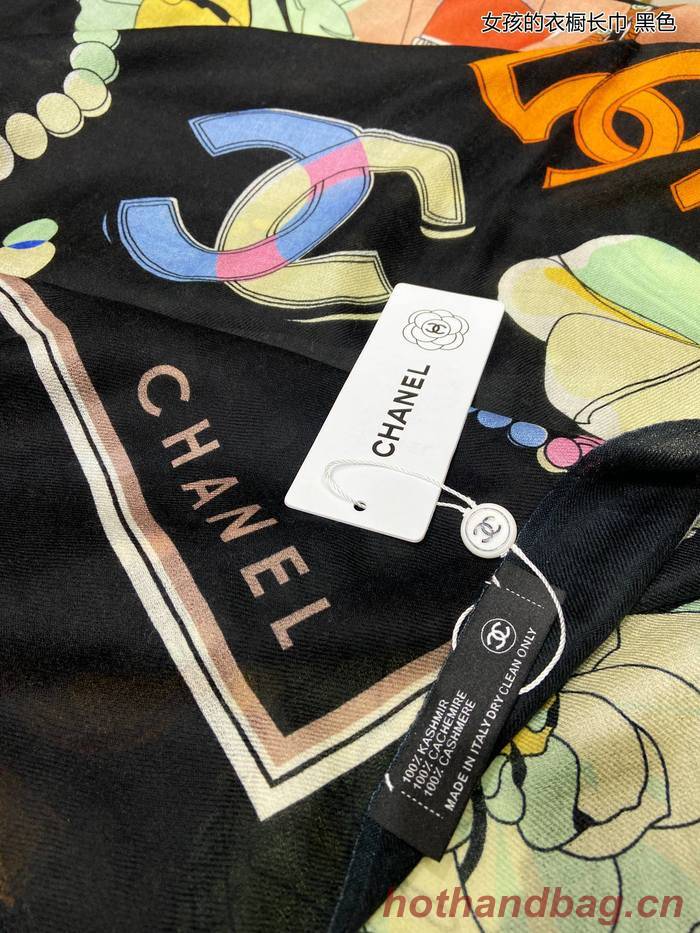 女孩的衣橱长巾 黑色
CHANEL
CHANEL
100% KASHMIR
100% CACHEMIRE
100% CASHMERE
MADE IN ITALY DRY CLEAN ONLY
hothandbag.cn